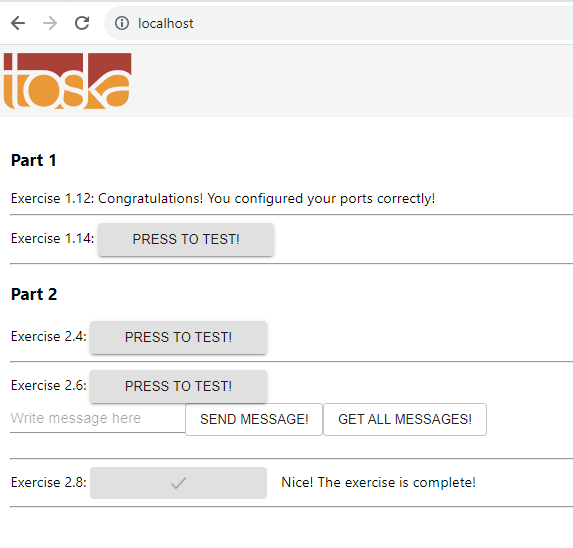 localhost
toska
Part 1
Exercise 1.12: Congratulations! You configured your ports correctly!
Exercise 1.14: PRESS TO TEST!
Part 2
Exercise 2.4: PRESS TO TEST!
Exercise 2.6: PRESS TO TEST!
Write message here SEND MESSAGE! GET ALL MESSAGES!
Exercise 2.8: Nice! The exercise is complete!